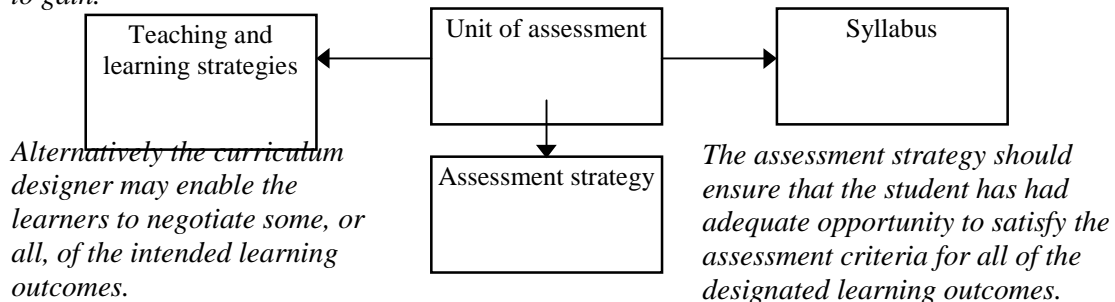 to gain.
Teaching and
learning strategies
Unit of assessment
Syllabus
Alternatively the curriculum
designer may enable the
learners to negotiate some, or
all, of the intended learning
outcomes.
Assessment strategy
The assessment strategy should
ensure that the student has had
adequate opportunity to satisfy the
assessment criteria for all of the
designated learning outcomes.